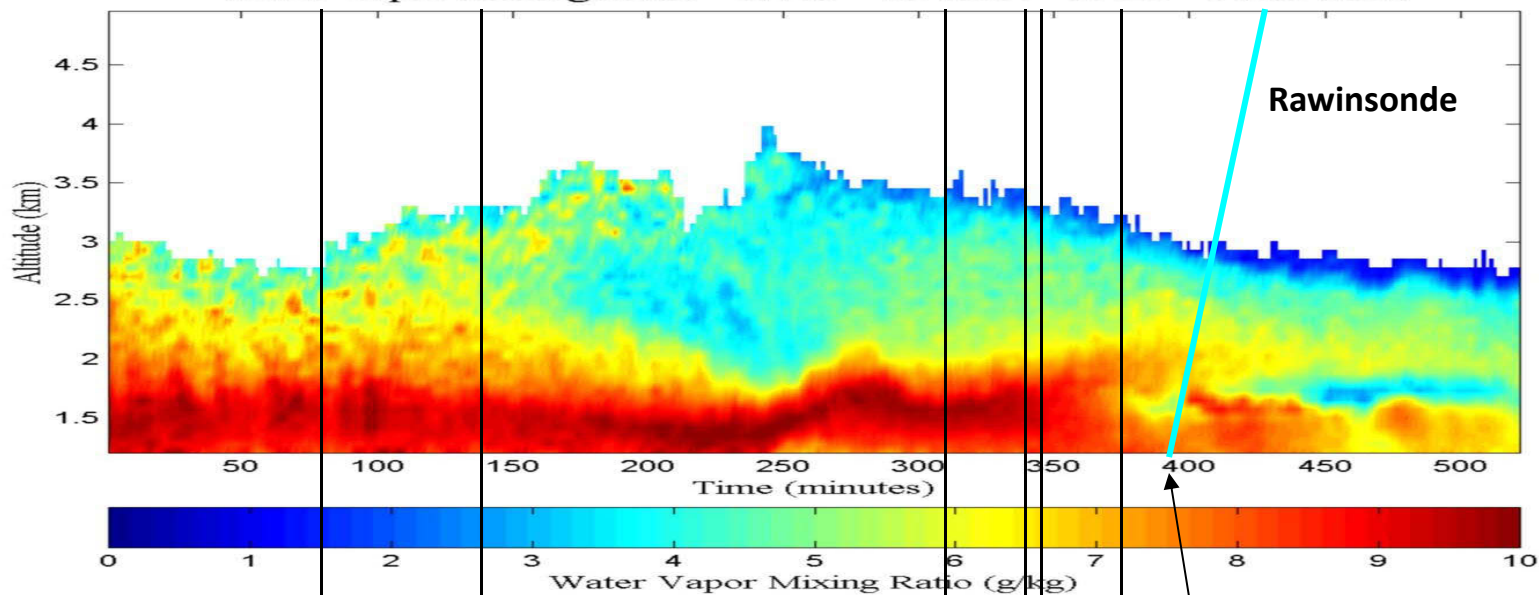 4.5
4
3.5
3
2.5
2
1.5
Altitude (km)
Rawinsonde
50 100 150 200 250 300 350 400 450 500
Time (minutes)
0 1 2 3 4 5 6 7 8 9 10
Water Vapor Mixing Ratio (g/kg)